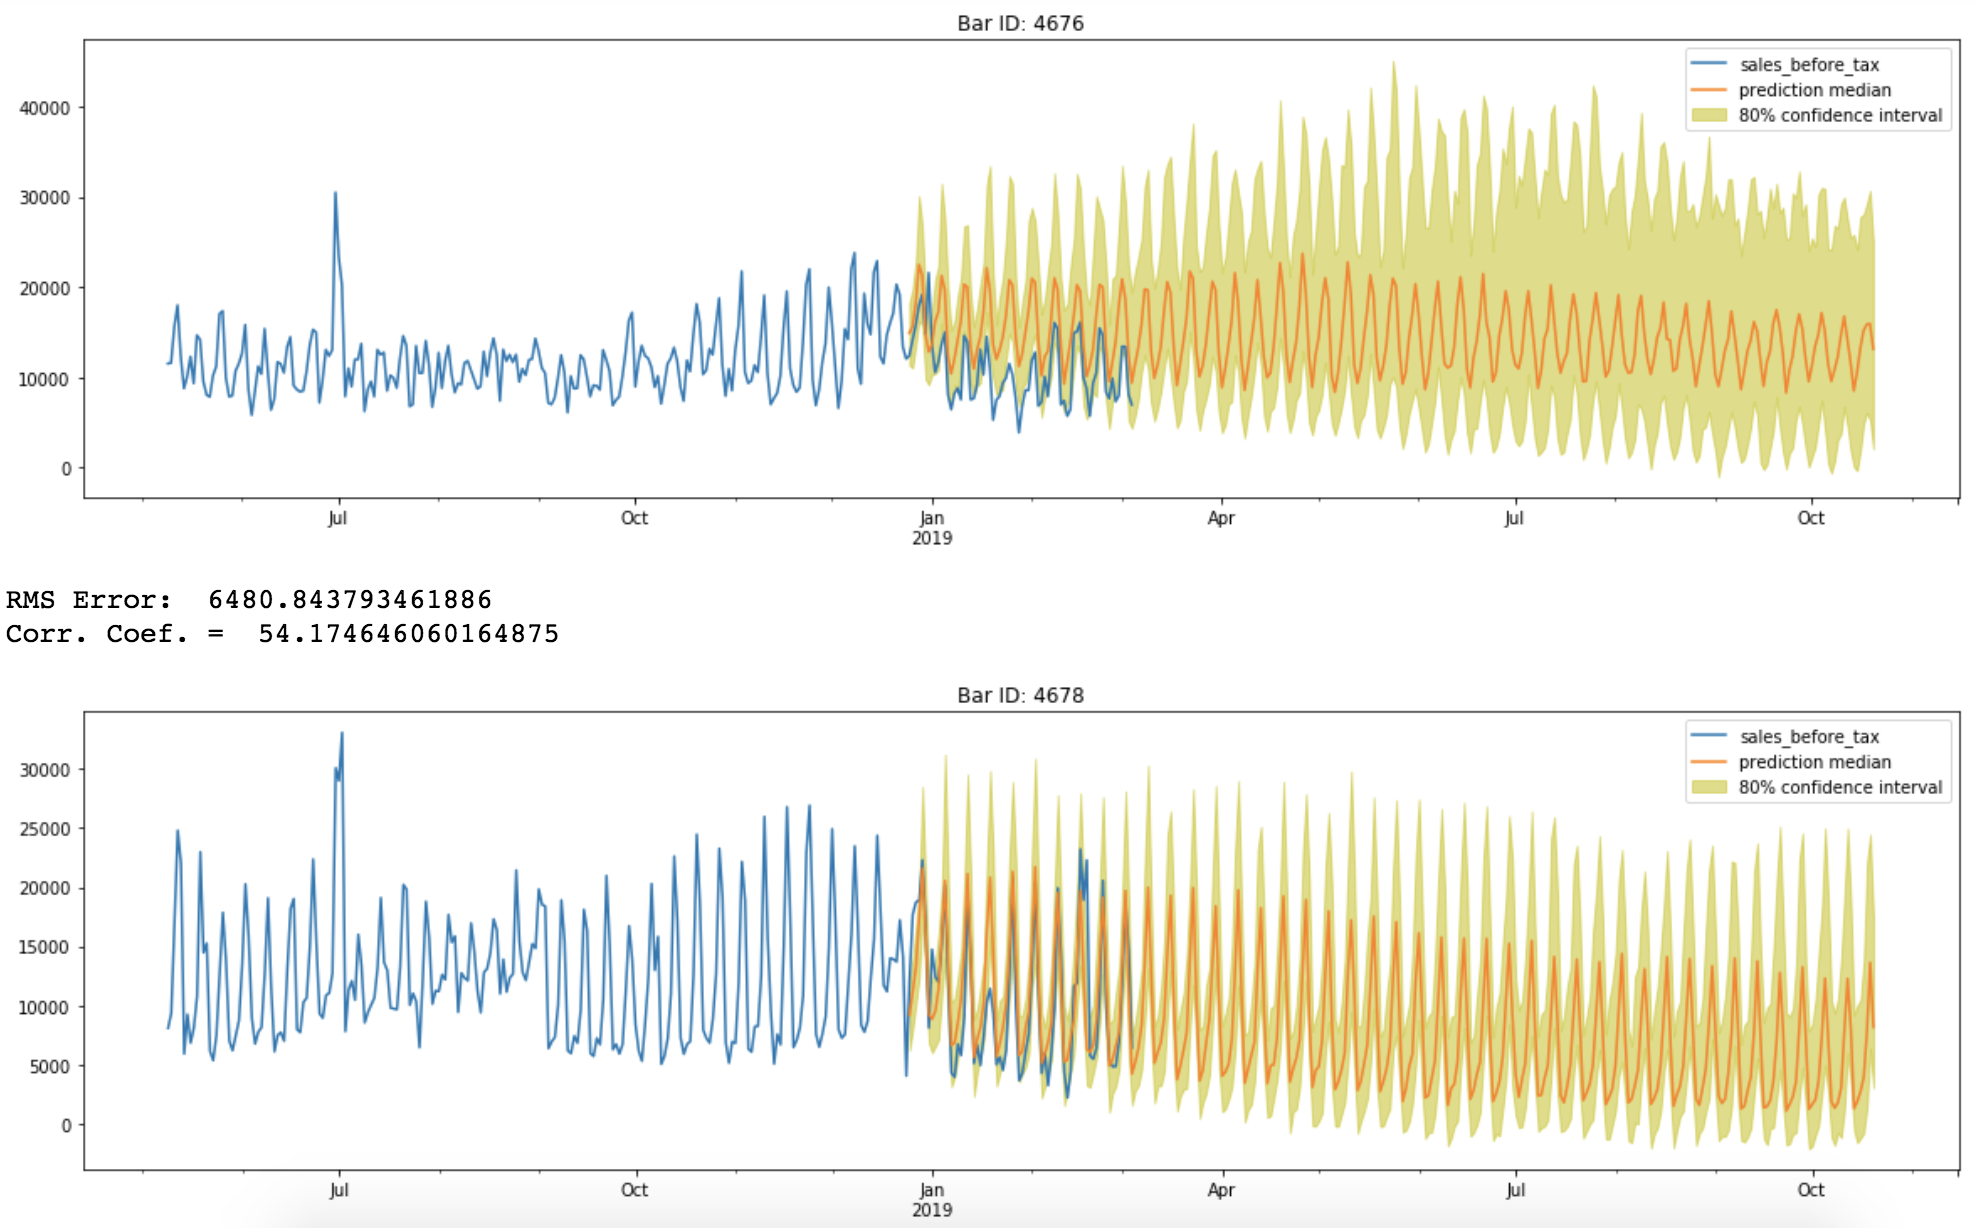 Bar ID: 4676
sales_before_tax
prediction median
80% confidence interval
40000
30000
20000
10000
0
Jul Oct Jan Apr Jul Oct
2019
RMS Error:  6480.843793461886
Corr. Coef. =  54.174646060164875
Bar ID: 4678
sales_before_tax
prediction median
80% confidence interval
30000
25000
20000
15000
10000
5000
0
Jul Oct Jan Apr Jul Oct
2019